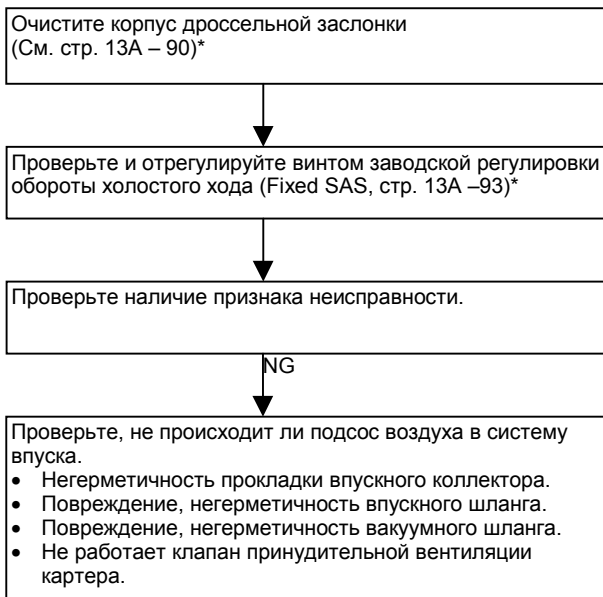 Очистите корпус дроссельной заслонки
(См. стр. 13А – 90)*
Проверьте и отрегулируйте винтом заводской регулировки
обороты холостого хода (Fixed SAS, стр. 13А –93)*
Проверьте наличие признака неисправности.
NG
Проверьте, не происходит ли подсос воздуха в систему
впуска.
• Негерметичность прокладки впускного коллектора.
• Повреждение, негерметичность впускного шланга.
• Повреждение, негерметичность вакуумного шланга.
• Не работает клапан принудительной вентиляции
картера.